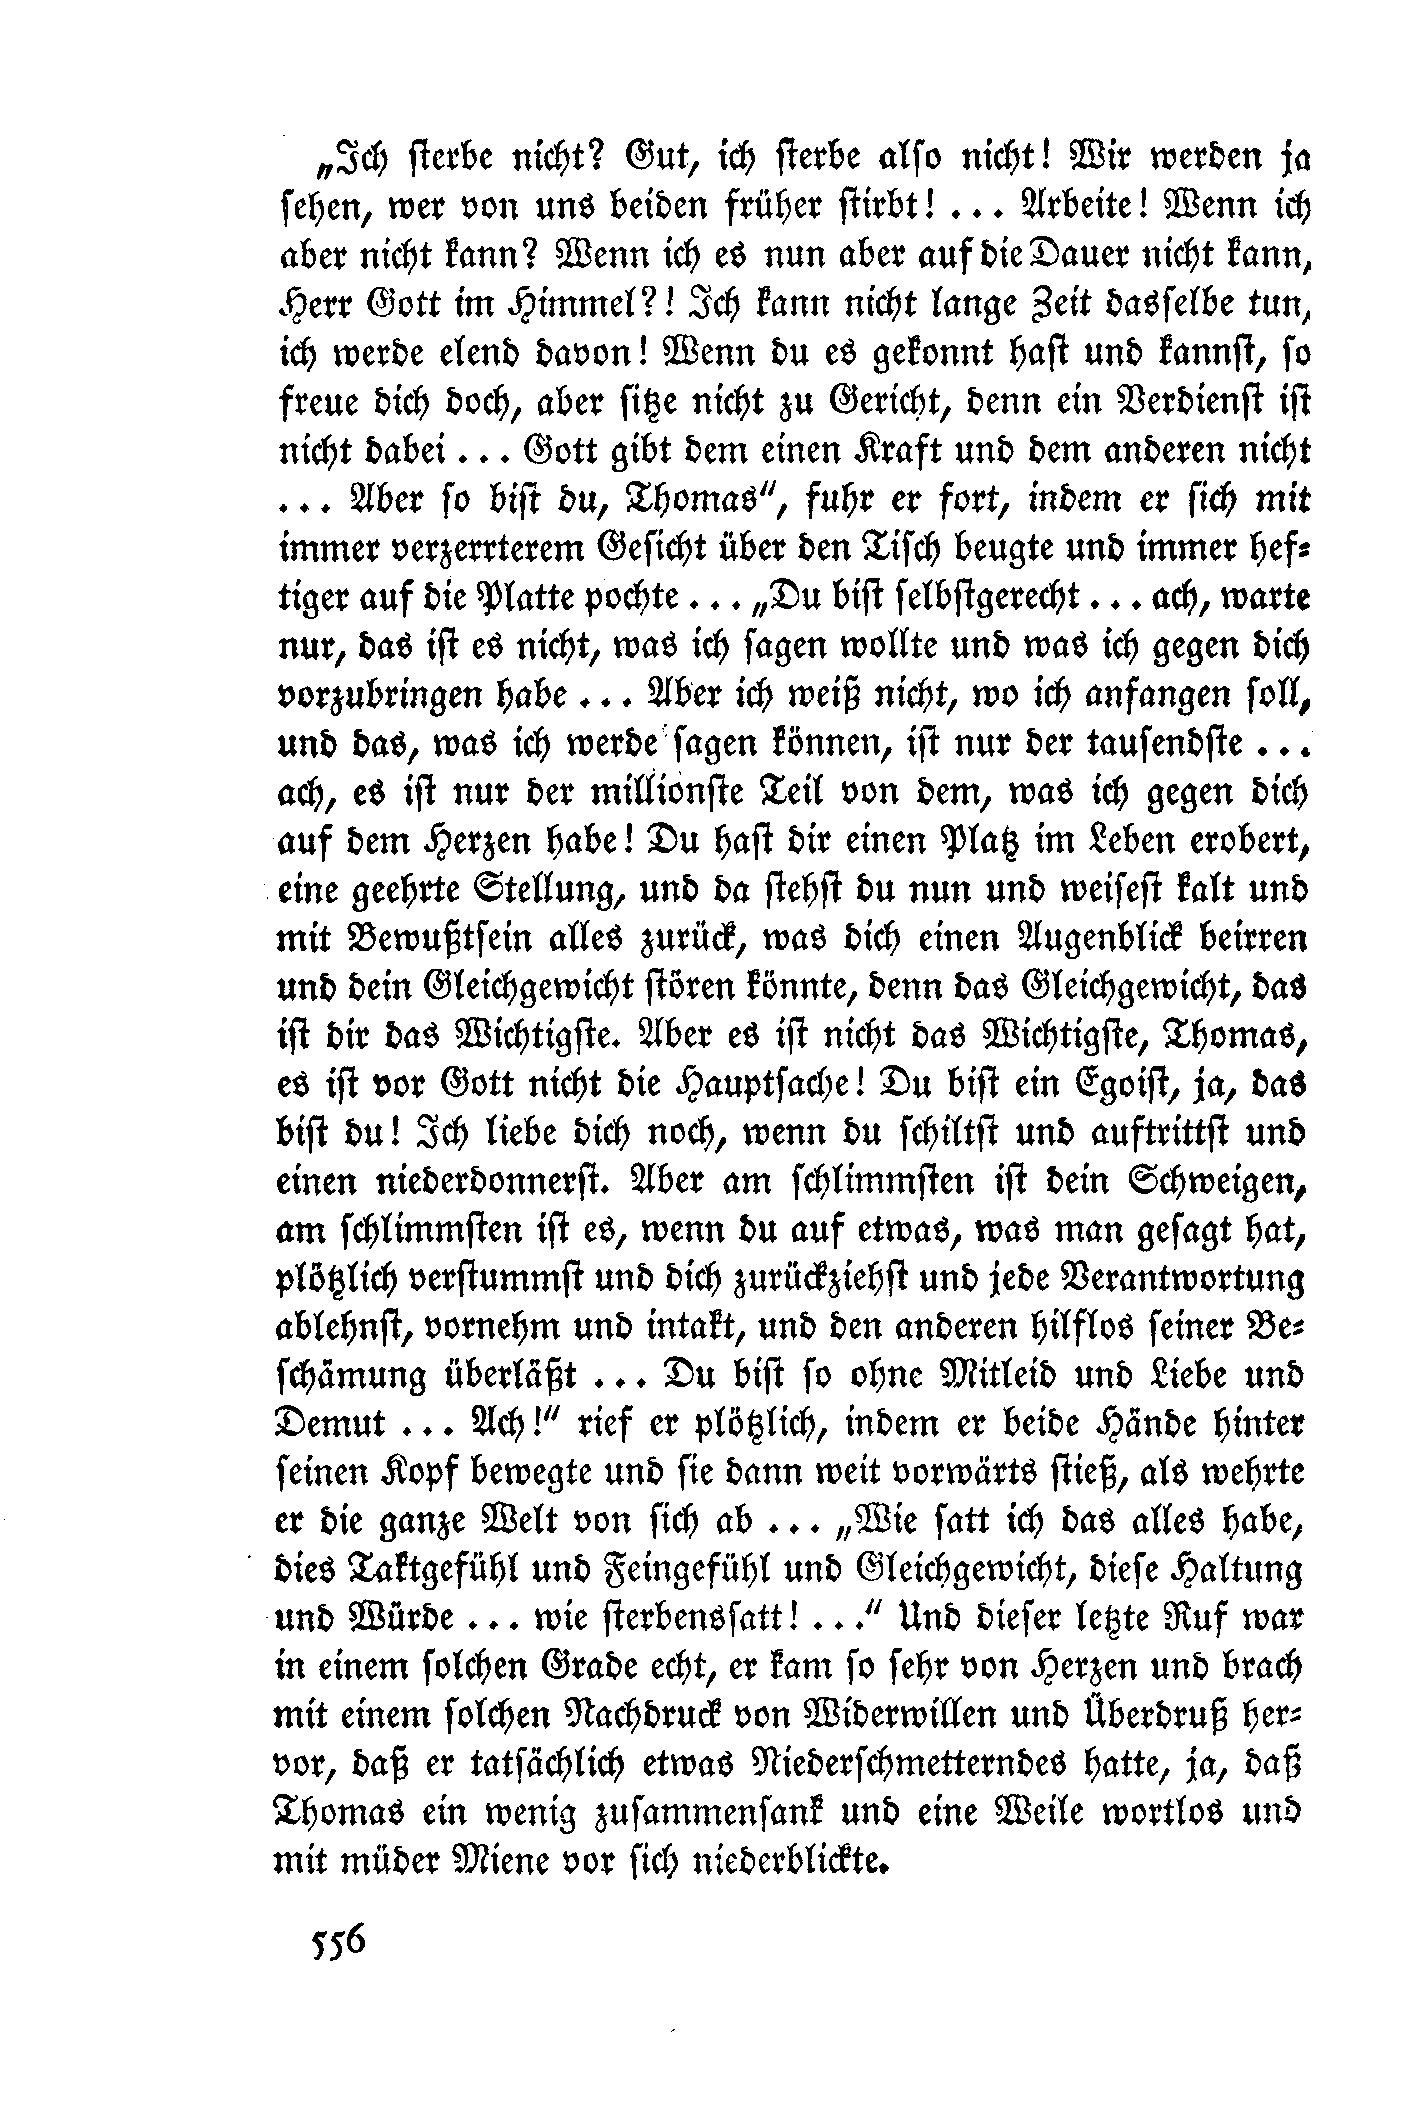 „Ich sterbe nicht? Gut, ich sterbe also nicht! Wir werden ja
sehen, wer von uns beiden früher stirbt! ... Arbeite! Wenn ich
aber nicht kann? Wenn ich es nun aber auf die Dauer nicht kann,
Herr Gott im Himmel?! Ich kann nicht lange Zeit dasselbe tun,
ich werde elend davon! Wenn du es gekonnt hast und kannst, so
freue dich doch, aber sitze nicht zu Gericht, denn ein Verdienst ist
nicht dabei ... Gott gibt dem einen Kraft und dem anderen nicht
... Aber so bist du, Thomas“, fuhr er fort, indem er sich mit
immer verzerrterem Gesicht über den Tisch beugte und immer hef-
tiger auf die Platte pochte ... „Du bist selbstgerecht ... ach, warte
nur, das ist es nicht, was ich sagen wollte und was ich gegen dich
vorzubringen habe ... Aber ich weiß nicht, wo ich anfangen soll,
und das, was ich werde sagen können, ist nur der tausendste ...
ach, es ist nur der millionste Teil von dem, was ich gegen dich
auf dem Herzen habe! Du hast dir einen Platz im Leben erobert,
eine geehrte Stellung, und da stehst du nun und weisest kalt und
mit Bewußtsein alles zurück, was dich einen Augenblick beirren
und dein Gleichgewicht stören könnte, denn das Gleichgewicht, das
ist dir das Wichtigste. Aber es ist nicht das Wichtigste, Thomas,
es ist vor Gott nicht die Hauptsache! Du bist ein Egoist, ja, das
bist du! Ich liebe dich noch, wenn du schiltst und auftrittst und
einen niederdonnerst. Aber am schlimmsten ist dein Schweigen,
am schlimmsten ist es, wenn du auf etwas, was man gesagt hat,
plötzlich verstummst und dich zurückziehst und jede Verantwortung
ablehnst, vornehm und intakt, und den anderen hilflos seiner Be-
schämung überläßt ... Du bist so ohne Mitleid und Liebe und
Demut ... Ach!“ rief er plötzlich, indem er beide Hände hinter
seinen Kopf bewegte und sie dann weit vorwärts stieß, als wehrte
er die ganze Welt von sich ab ... „Wie satt ich das alles habe,
dies Taktgefühl und Feingefühl und Gleichgewicht, diese Haltung
und Würde ... wie sterbenssatt! ...“ Und dieser letzte Ruf war
in einem solchen Grade echt, er kam so sehr von Herzen und brach
mit einem solchen Nachdruck von Widerwillen und Überdruß her-
vor, daß er tatsächlich etwas Niederschmetterndes hatte, ja, daß
Thomas ein wenig zusammensank und eine Weile wortlos und
mit müder Miene vor sich niederblickte.
556